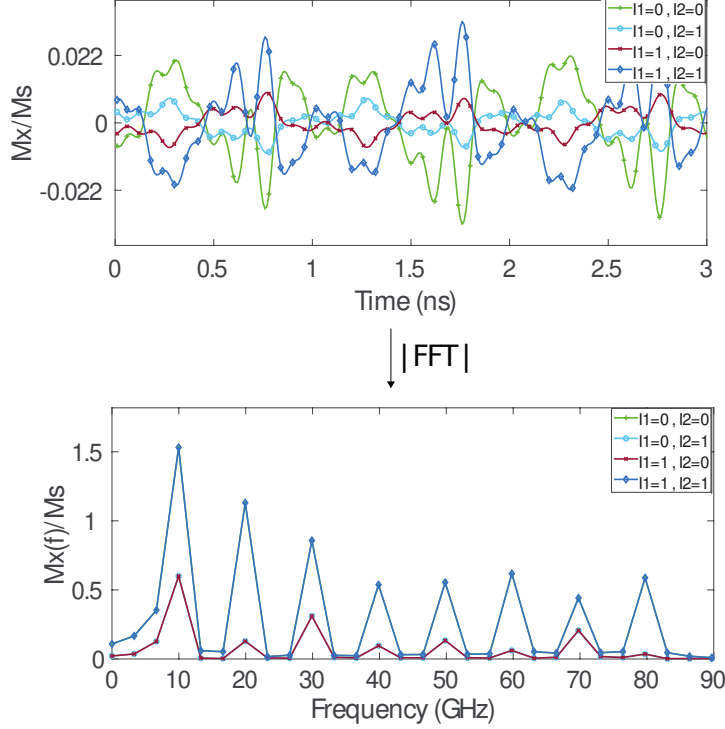 I1=0 , I2=0
I1=0 , I2=1
I1=1 , I2=0
I1=1 , I2=1
0.022
0
-0.022
Mx/Ms
0 0.5 1 1.5 2 2.5 3
Time (ns)
|FFT|
I1=0 , I2=0
I1=0 , I2=1
I1=1 , I2=0
I1=1 , I2=1
1.5
1
0.5
0
Mx(f)/Ms
0 10 20 30 40 50 60 70 80 90
Frequency (GHz)